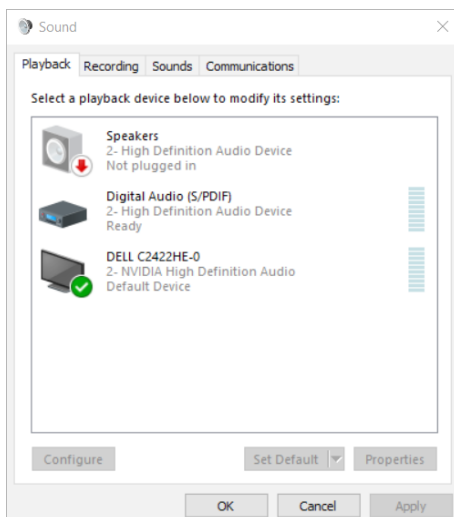 Sound
Playback Recording Sounds Communications
Select a playback device below to modify its settings:
Speakers
2- High Definition Audio Device
Not plugged in
Digital Audio (S/PDIF)
2- High Definition Audio Device
Ready
DELL C2422HE-0
2- NVIDIA High Definition Audio
Default Device
Configure Set Default Properties
OK Cancel Apply